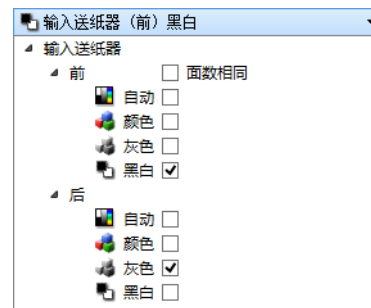 输入送纸器（前）黑白
输入送纸器
前 面数相同
自动
颜色
灰色
黑白
后
自动
颜色
灰色
黑白